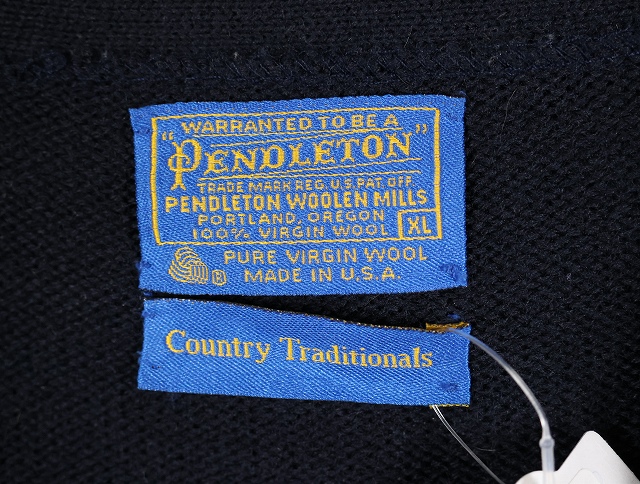 WARRANTED TO BE A
"PENDLETON"
TRADE MARK REG. U.S. PAT. OFF.
PENDLETON WOOLEN MILLS
PORTLAND, OREGON
100% VIRGIN WOOL XL
PURE VIRGIN WOOL
® MADE IN U.S.A.
Country Traditionals